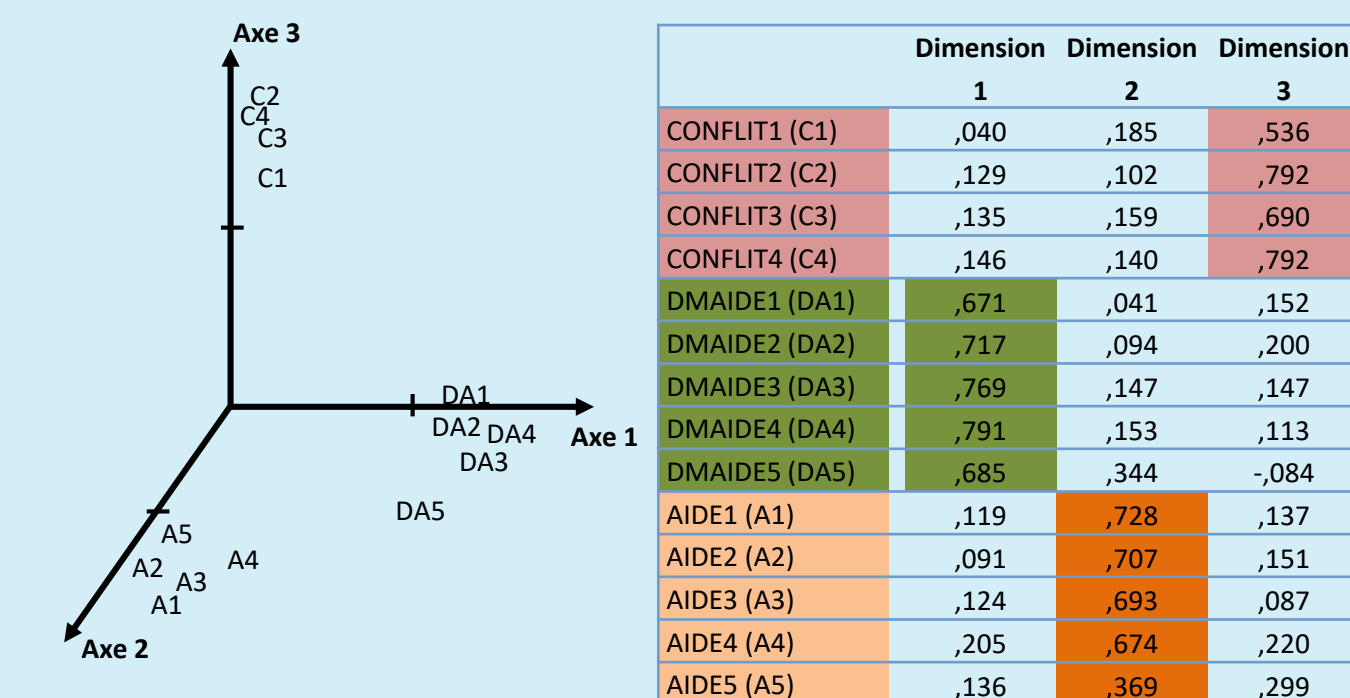 Axe 3
C2
C4
C3
C1
DA1
DA2 DA4
Axe 1
DA3
DA5
A5
A4
A2
A3
A1
Axe 2
Dimension Dimension Dimension
1 2 3
CONFLIT1 (C1) ,040 ,185 ,536
CONFLIT2 (C2) ,129 ,102 ,792
CONFLIT3 (C3) ,135 ,159 ,690
CONFLIT4 (C4) ,146 ,140 ,792
DMAIDE1 (DA1) ,671 ,041 ,152
DMAIDE2 (DA2) ,717 ,094 ,200
DMAIDE3 (DA3) ,769 ,147 ,147
DMAIDE4 (DA4) ,791 ,153 ,113
DMAIDE5 (DA5) ,685 ,344 -,084
AIDE1 (A1) ,119 ,728 ,137
AIDE2 (A2) ,091 ,707 ,151
AIDE3 (A3) ,124 ,693 ,087
AIDE4 (A4) ,205 ,674 ,220
AIDE5 (A5) ,136 ,369 ,299